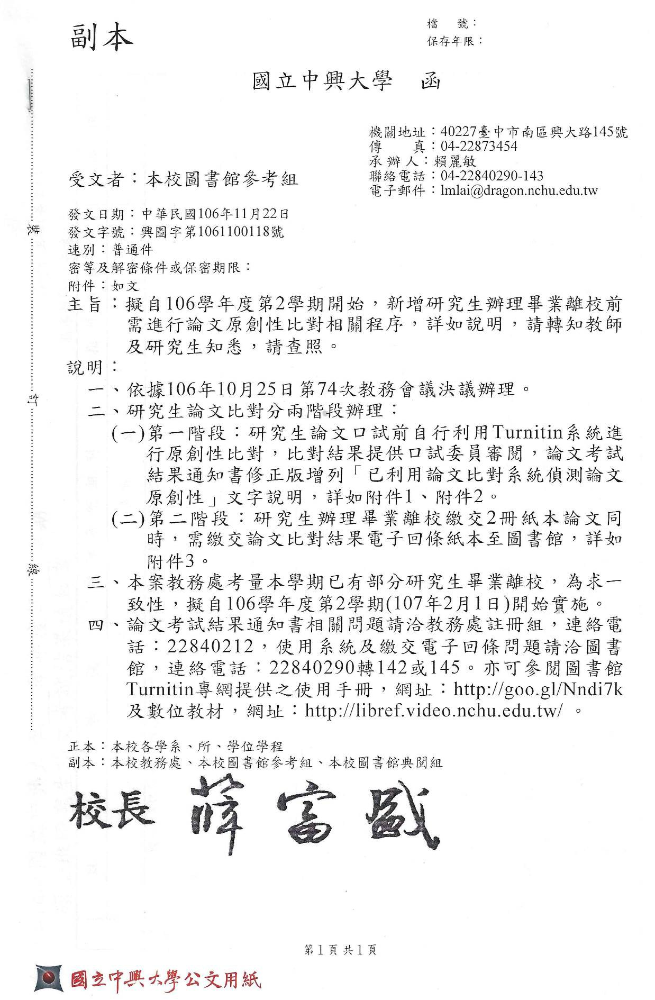 副本
檔　號：
保存年限：
國立中興大學　函
機關地址：40227臺中市南區興大路145號
傳　　真：04-22873454
承 辦 人：賴麗敏
聯絡電話：04-22840290-143
電子郵件：lmlai@dragon.nchu.edu.tw
受文者：本校圖書館參考組
發文日期：中華民國106年11月22日
發文字號：興圖字第1061100118號
速別：普通件
密等及解密條件或保密期限：
附件：如文
主旨：擬自106學年度第2學期開始，新增研究生辦理畢業離校前
需進行論文原創性比對相關程序，詳如說明，請轉知教師
及研究生知悉，請查照。
說明：
一、依據106年10月25日第74次教務會議決議辦理。
二、研究生論文比對分兩階段辦理：
(一)第一階段：研究生論文口試前自行利用Turnitin系統進
行原創性比對，比對結果提供口試委員審閱，論文考試
結果通知書修正版增列「已利用論文比對系統偵測論文
原創性」文字說明，詳如附件1、附件2。
(二)第二階段：研究生辦理畢業離校繳交2冊紙本論文同
時，需繳交論文比對結果電子回條紙本至圖書館，詳如
附件3。
三、本案教務處考量本學期已有部分研究生畢業離校，為求一
致性，擬自106學年度第2學期(107年2月1日)開始實施。
四、論文考試結果通知書相關問題請洽教務處註冊組，連絡電
話：22840212，使用系統及繳交電子回條問題請洽圖書
館，連絡電話：22840290轉142或145。亦可參閱圖書館
Turnitin專網提供之使用手冊，網址：http://goo.gl/Nndi7k
及數位教材，網址：http://libref.video.nchu.edu.tw/ 。
正本：本校各學系、所、學位學程
副本：本校教務處、本校圖書館參考組、本校圖書館典閱組
校長 薛富盛
裝
訂
線
第1頁 共1頁
國立中興大學公文用紙